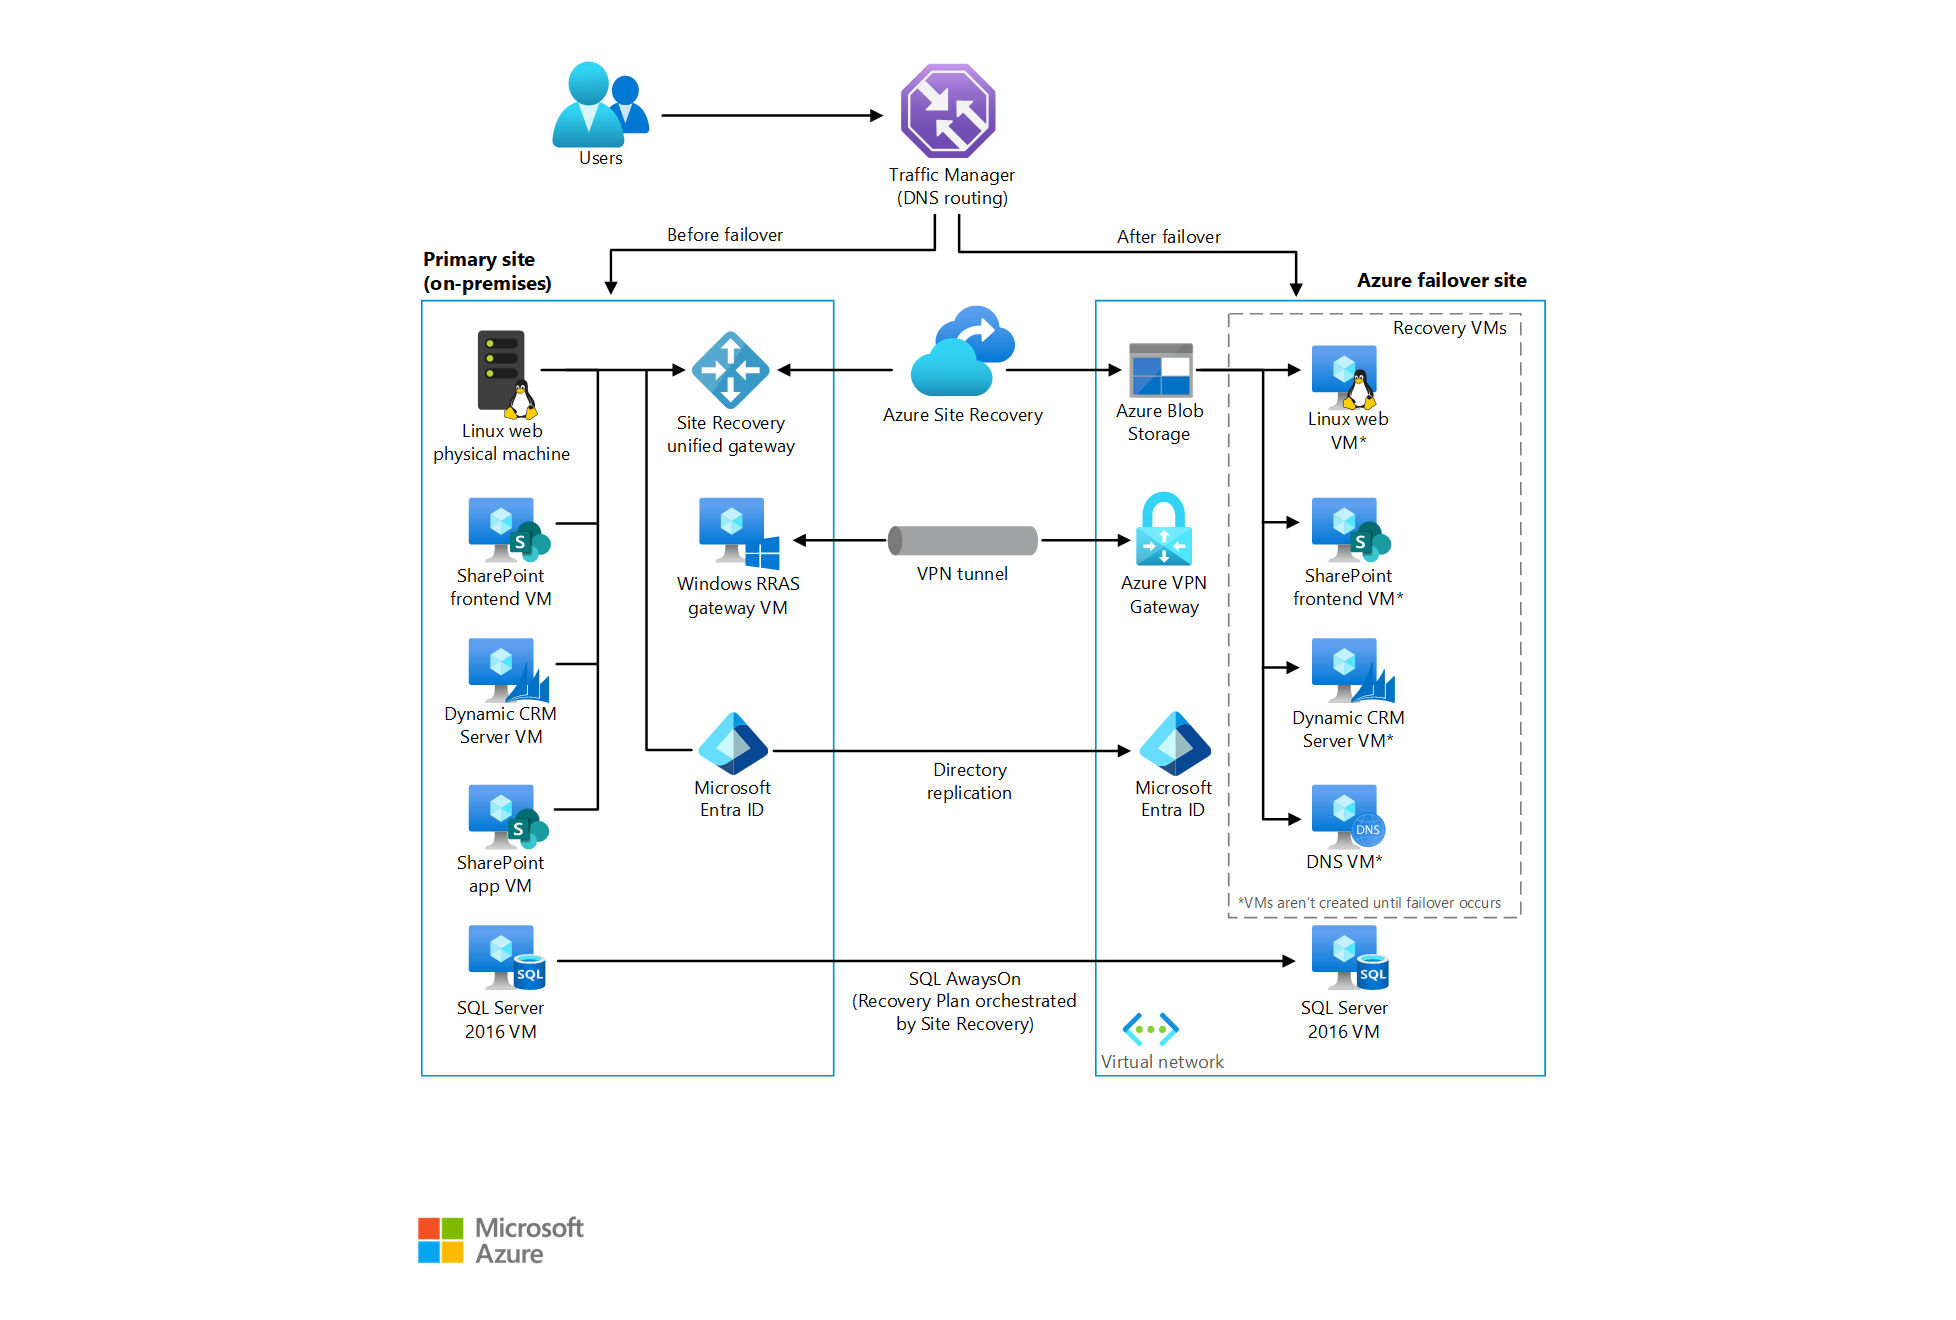 Users
Traffic Manager
(DNS routing)
Before failover
After failover
Primary site
(on-premises)
Azure failover site
Recovery VMs
Linux web
physical machine
Site Recovery
unified gateway
Azure Site Recovery
Azure Blob
Storage
Linux web
VM*
S
SharePoint
frontend VM
Windows RRAS
gateway VM
VPN tunnel
Azure VPN
Gateway
S
SharePoint
frontend VM*
Dynamic CRM
Server VM
Dynamic CRM
Server VM*
Microsoft
Entra ID
Directory
replication
Microsoft
Entra ID
S
SharePoint
app VM
DNS
DNS VM*
*VMs aren't created until failover occurs
SQL
SQL Server
2016 VM
SQL AwaysOn
(Recovery Plan orchestrated
by Site Recovery)
SQL
SQL Server
2016 VM
Virtual network
Microsoft
Azure